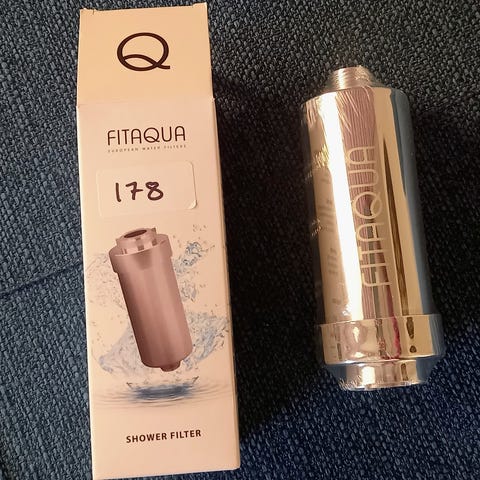 Q
FITAQUA
EUROPEAN WATER FILTERS
178
SHOWER FILTER
FITAQUA